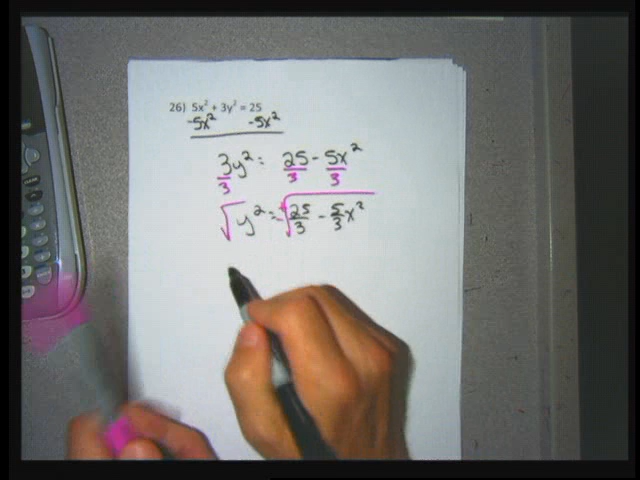 26) 5x² + 3y² = 25
-5x² -5x²
3y² = 25 - 5x²
3 3 3
√y² = ±√25/3 - 5/3x²